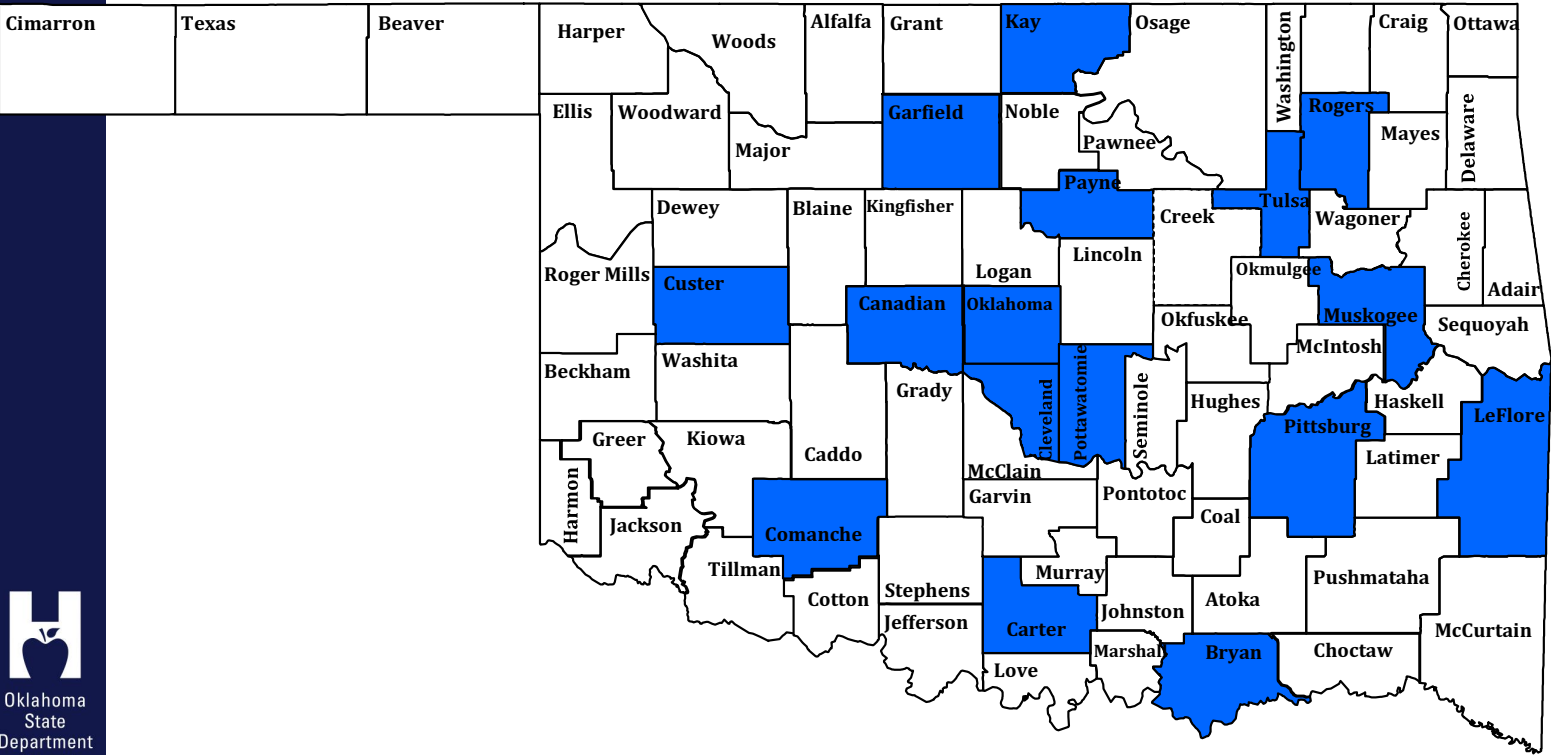 Cimarron
Texas
Beaver
Harper
Woods
Alfalfa
Grant
Kay
Osage
Washington
Craig
Ottawa
Ellis
Woodward
Major
Garfield
Noble
Pawnee
Rogers
Mayes
Delaware
Payne
Dewey
Blaine
Kingfisher
Logan
Lincoln
Creek
Tulsa
Wagoner
Cherokee
Adair
Roger Mills
Custer
Canadian
Oklahoma
Okmulgee
Okfuskee
Muskogee
Sequoyah
McIntosh
Beckham
Washita
Caddo
Grady
Cleveland
Pottawatomie
Seminole
Hughes
Pittsburg
Haskell
LeFlore
Latimer
Greer
Kiowa
Harmon
Jackson
McClain
Garvin
Pontotoc
Coal
Comanche
Tillman
Cotton
Stephens
Murray
Johnston
Atoka
Pushmataha
Jefferson
Carter
Love
Marshall
Bryan
Choctaw
McCurtain
Oklahoma
State
Department